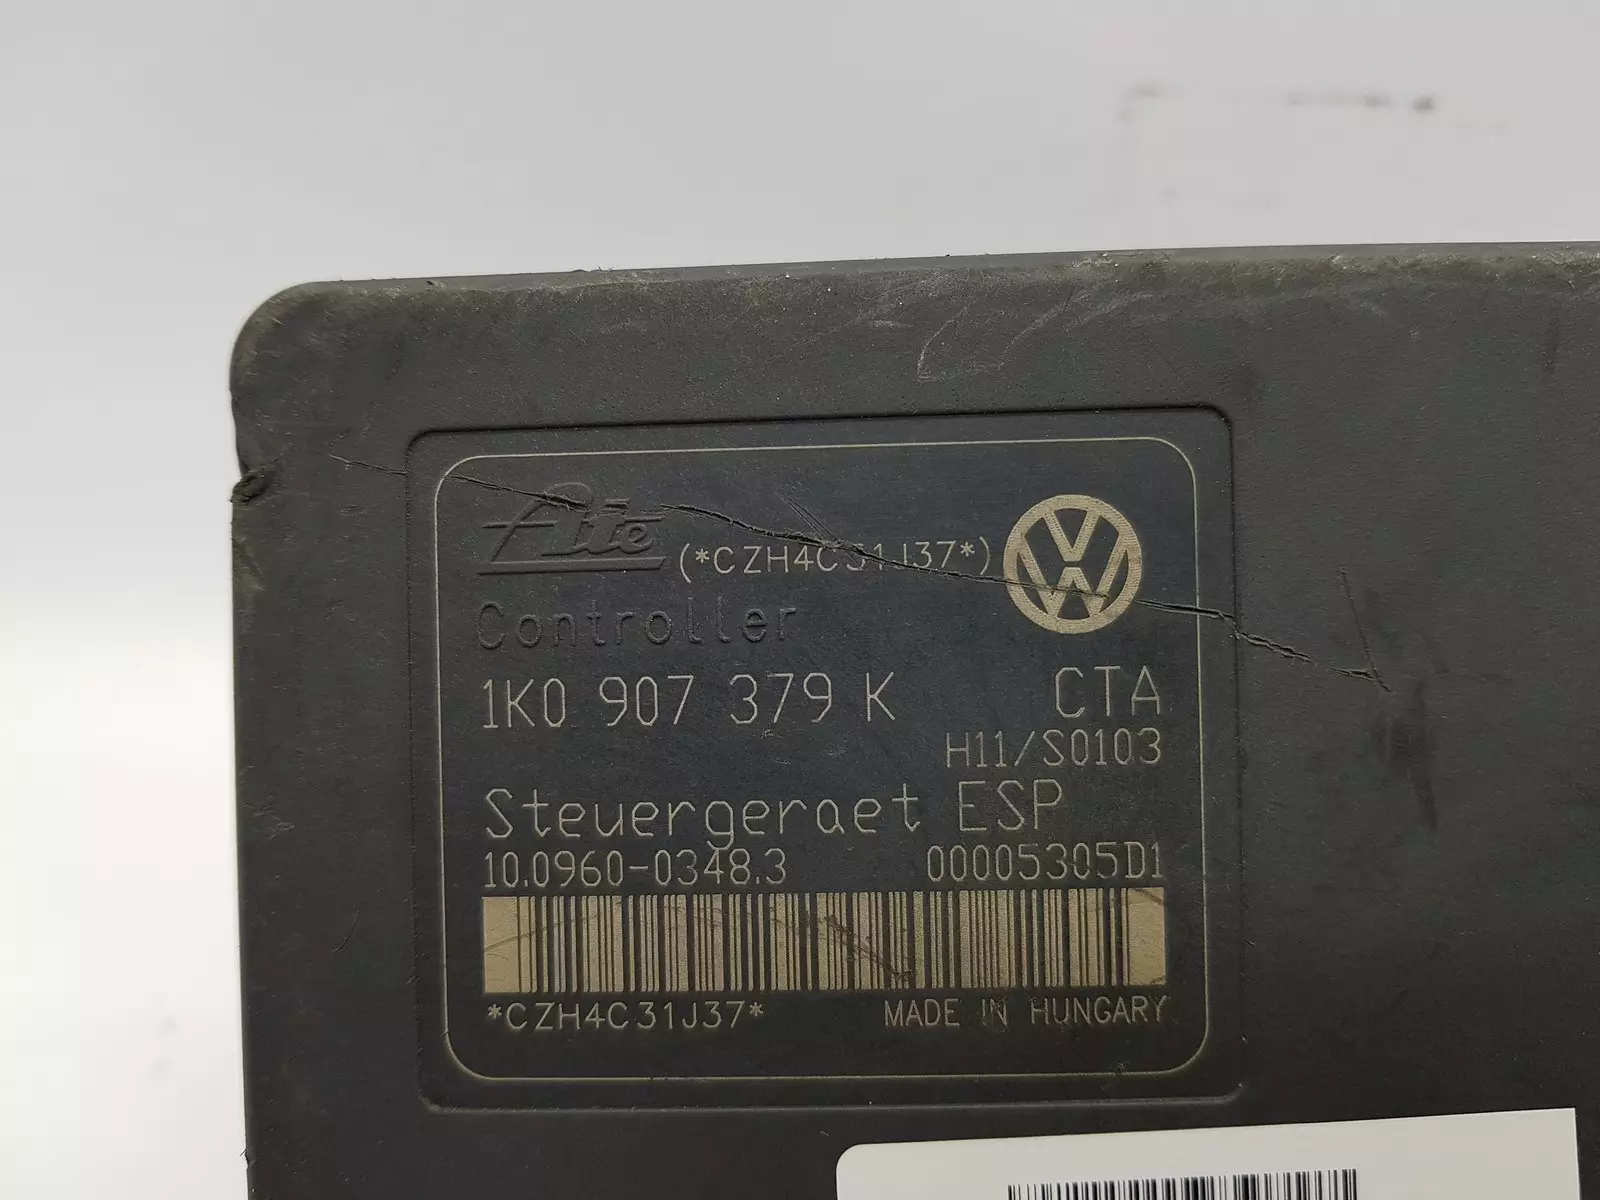 Ate (*CZH4C31J37*)
Controller
1K0 907 379 K CTA
H11/S0103
Steuergeraet ESP
10.0960-0348.3 00005305D1
*CZH4C31J37* MADE IN HUNGARY